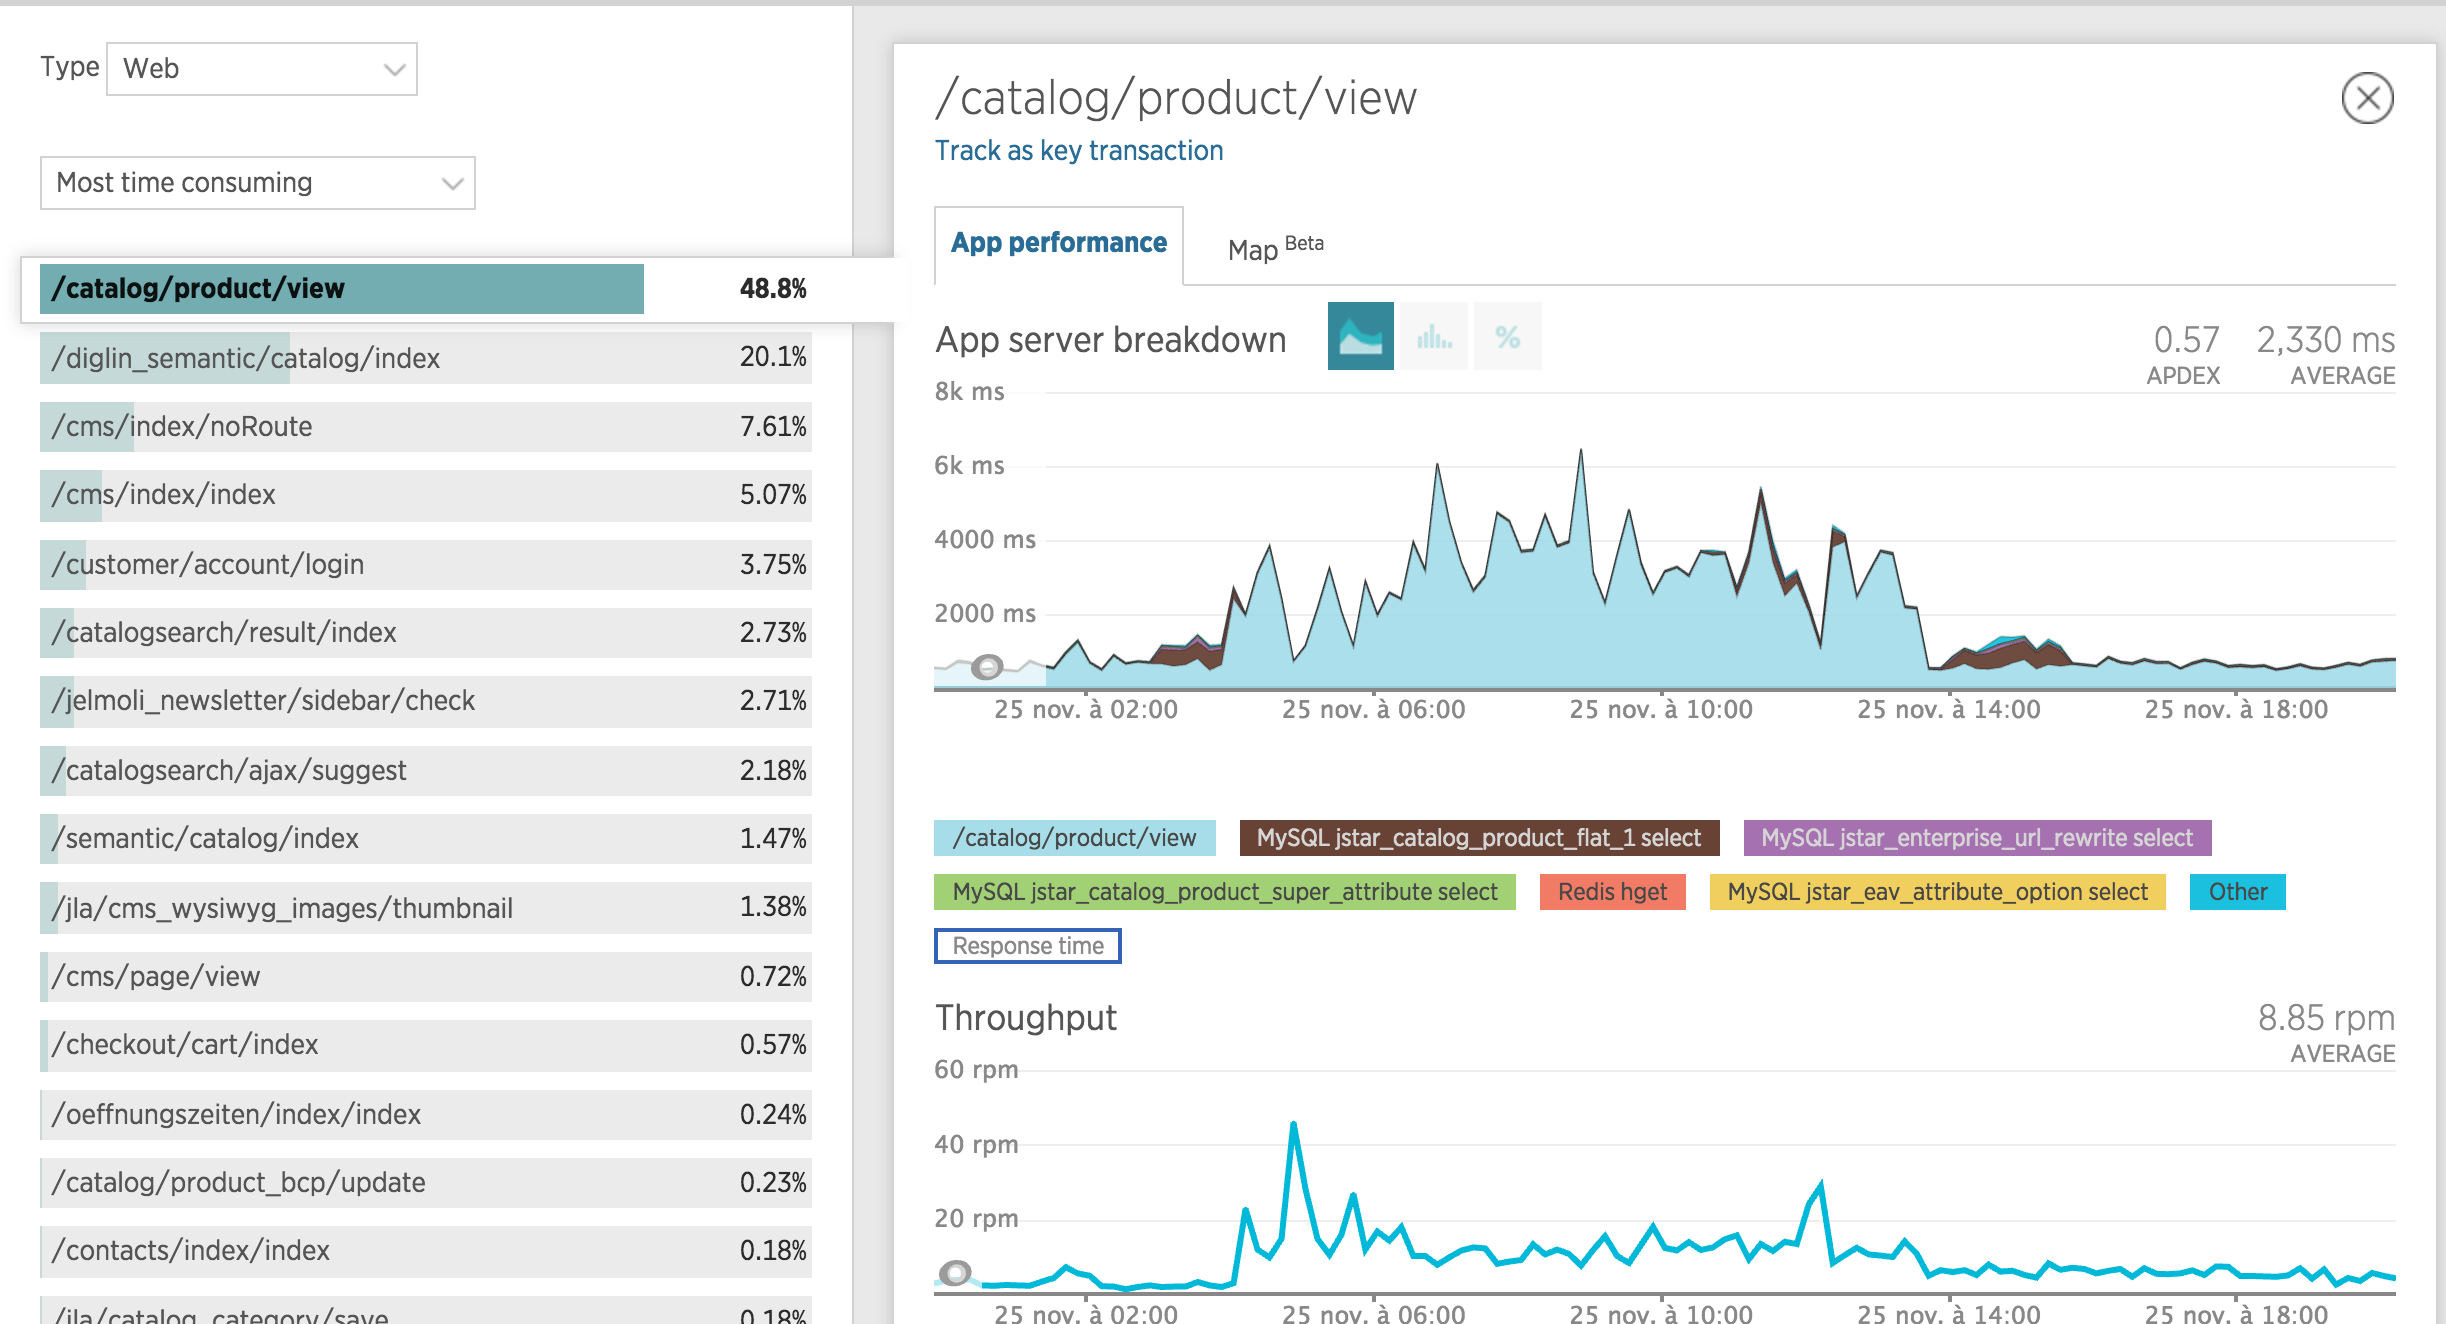 Type Web
Most time consuming
/catalog/product/view 48.8%
/diglin_semantic/catalog/index 20.1%
/cms/index/noRoute 7.61%
/cms/index/index 5.07%
/customer/account/login 3.75%
/catalogsearch/result/index 2.73%
/jelmoli_newsletter/sidebar/check 2.71%
/catalogsearch/ajax/suggest 2.18%
/semantic/catalog/index 1.47%
/jla/cms_wysiwyg_images/thumbnail 1.38%
/cms/page/view 0.72%
/checkout/cart/index 0.57%
/oeffnungszeiten/index/index 0.24%
/catalog/product_bcp/update 0.23%
/contacts/index/index 0.18%
/jla/catalog_category/save 0.18%
/catalog/product/view
Track as key transaction
App performance Map Beta
App server breakdown % 0.57 2,330 ms
APDEX AVERAGE
8k ms
6k ms
4000 ms
2000 ms
25 nov. à 02:00 25 nov. à 06:00 25 nov. à 10:00 25 nov. à 14:00 25 nov. à 18:00
/catalog/product/view MySQL jstar_catalog_product_flat_1 select MySQL jstar_enterprise_url_rewrite select
MySQL jstar_catalog_product_super_attribute select Redis hget MySQL jstar_eav_attribute_option select Other
Response time
Throughput 8.85 rpm
AVERAGE
60 rpm
40 rpm
20 rpm
25 nov. à 02:00 25 nov. à 06:00 25 nov. à 10:00 25 nov. à 14:00 25 nov. à 18:00